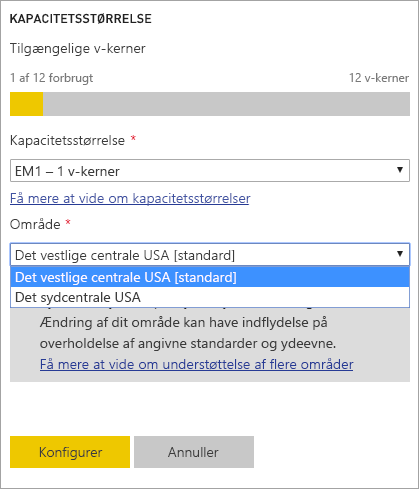 KAPACITETSSTØRRELSE
Tilgængelige v-kerner
1 af 12 forbrugt 12 v-kerner
Kapacitetsstørrelse *
EM1 – 1 v-kerner
Få mere at vide om kapacitetsstørrelser
Område *
Det vestlige centrale USA [standard]
Det vestlige centrale USA [standard]
Det sydcentrale USA
Ændring af dit område kan have indflydelse på
overholdelse af angivne standarder og ydeevne.
Få mere at vide om understøttelse af flere områder
Konfigurer Annuller